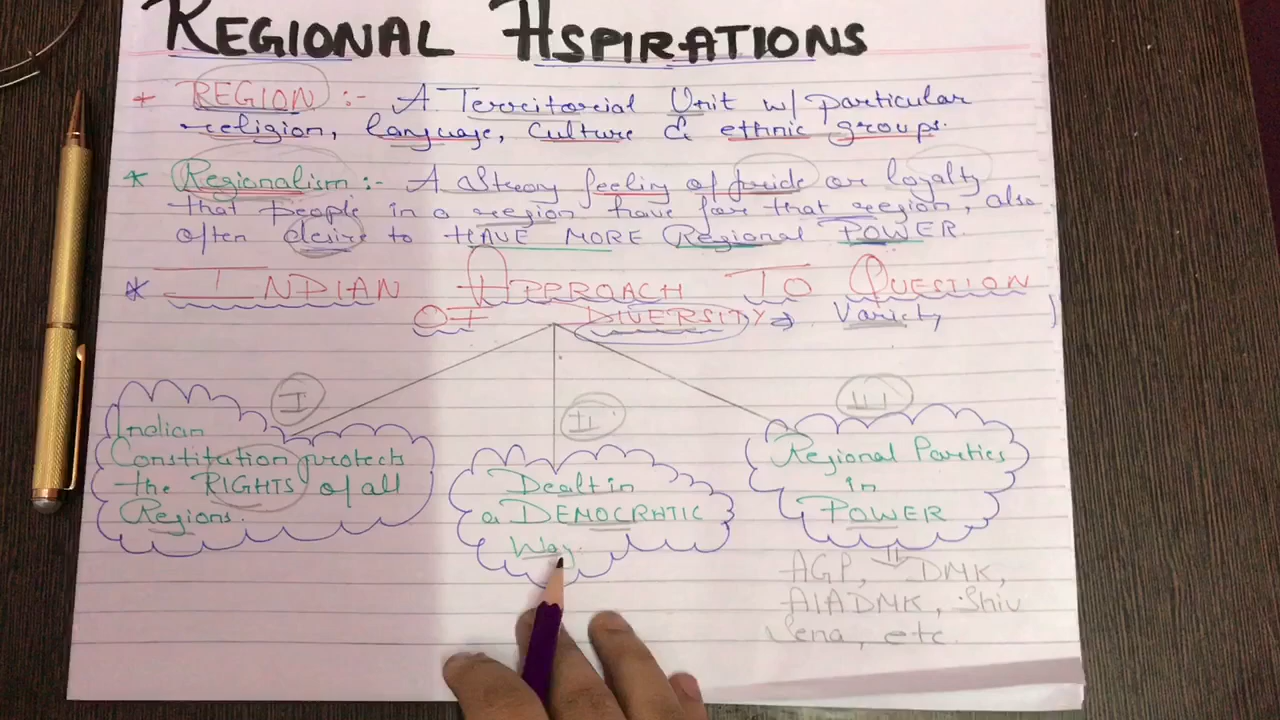 REGIONAL ASPIRATIONS
+ REGION :- A Territorial Unit w/ particular
religion, language, culture & ethnic groups.
* Regionalism :- A strong feeling of pride or loyalty
that people in a region have for that region, also
often desire to HAVE MORE Regional POWER.
* INDIAN APPROACH TO QUESTION
OF DIVERSITY → Variety
I
Indian
Constitution protects
the RIGHTS of all
Regions.
II
Dealt in
a DEMOCRATIC
Way.
III
Regional Parties
in
POWER
AGP, DMK,
AIADMK, Shiv
Sena, etc.